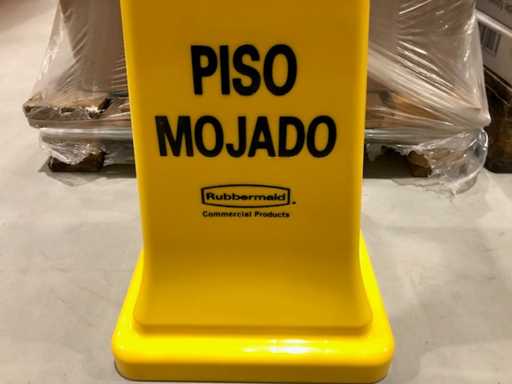 PISO
MOJADO
Rubbermaid
Commercial Products